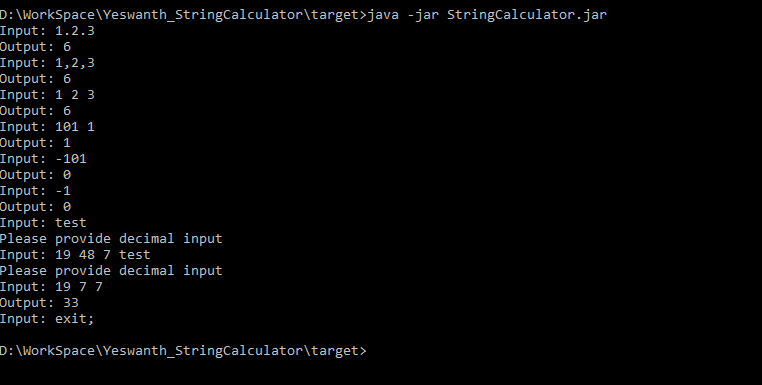 D:\WorkSpace\Yeswanth_StringCalculator\target>java -jar StringCalculator.jar
Input: 1.2.3
Output: 6
Input: 1,2,3
Output: 6
Input: 1 2 3
Output: 6
Input: 101 1
Output: 1
Input: -101
Output: 0
Input: -1
Output: 0
Input: test
Please provide decimal input
Input: 19 48 7 test
Please provide decimal input
Input: 19 7 7
Output: 33
Input: exit;
D:\WorkSpace\Yeswanth_StringCalculator\target>